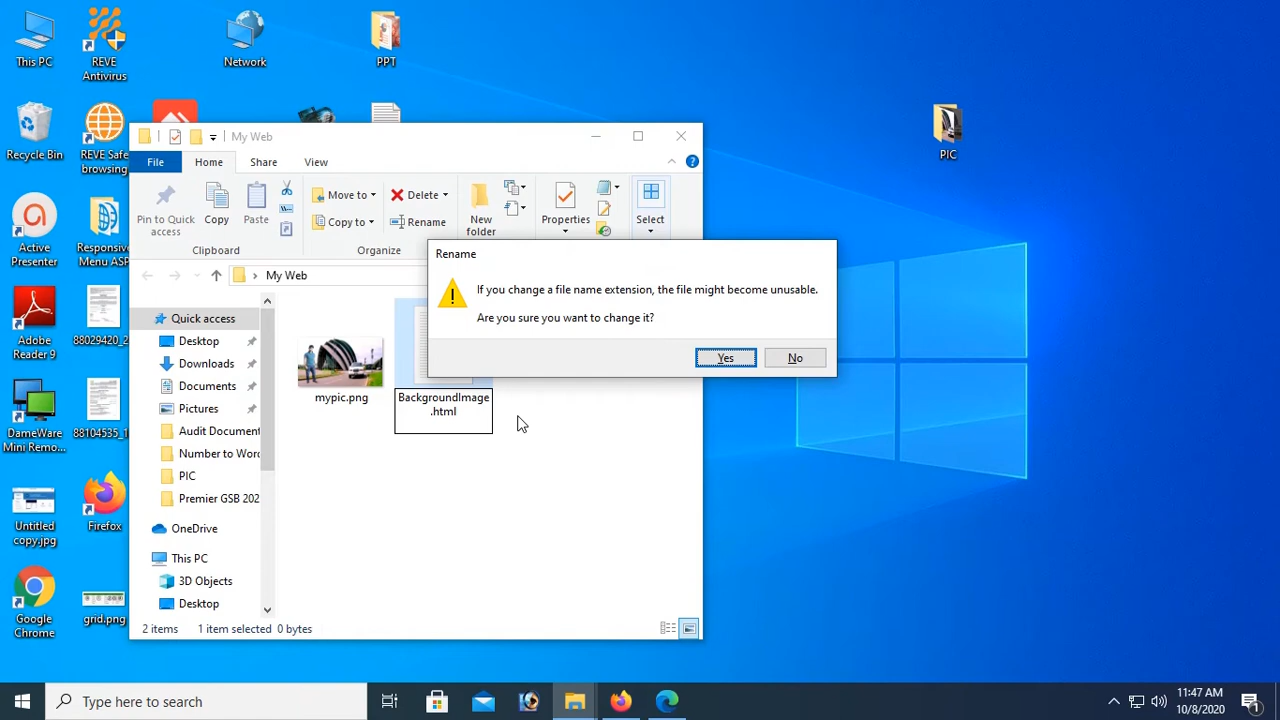 This PC
REVE
Antivirus
Network
PPT
Recycle Bin
REVE Safe
browsing
PIC
Active
Presenter
Responsive
Menu ASP
Adobe
Reader 9
88029420_2
DameWare
Mini Remo...
88104535_1
Untitled
copy.jpg
Firefox
Google
Chrome
grid.png
My Web
File
Home
Share
View
Pin to Quick
access
Copy
Paste
Clipboard
Move to
Copy to
Delete
Rename
Organize
New
folder
Properties
Select
My Web
Quick access
Desktop
Downloads
Documents
Pictures
Audit Document
Number to Word
PIC
Premier GSB 202
OneDrive
This PC
3D Objects
Desktop
mypic.png
BackgroundImage
.html
2 items
1 item selected 0 bytes
Rename
If you change a file name extension, the file might become unusable.
Are you sure you want to change it?
Yes
No
Type here to search
11:47 AM
10/8/2020
1